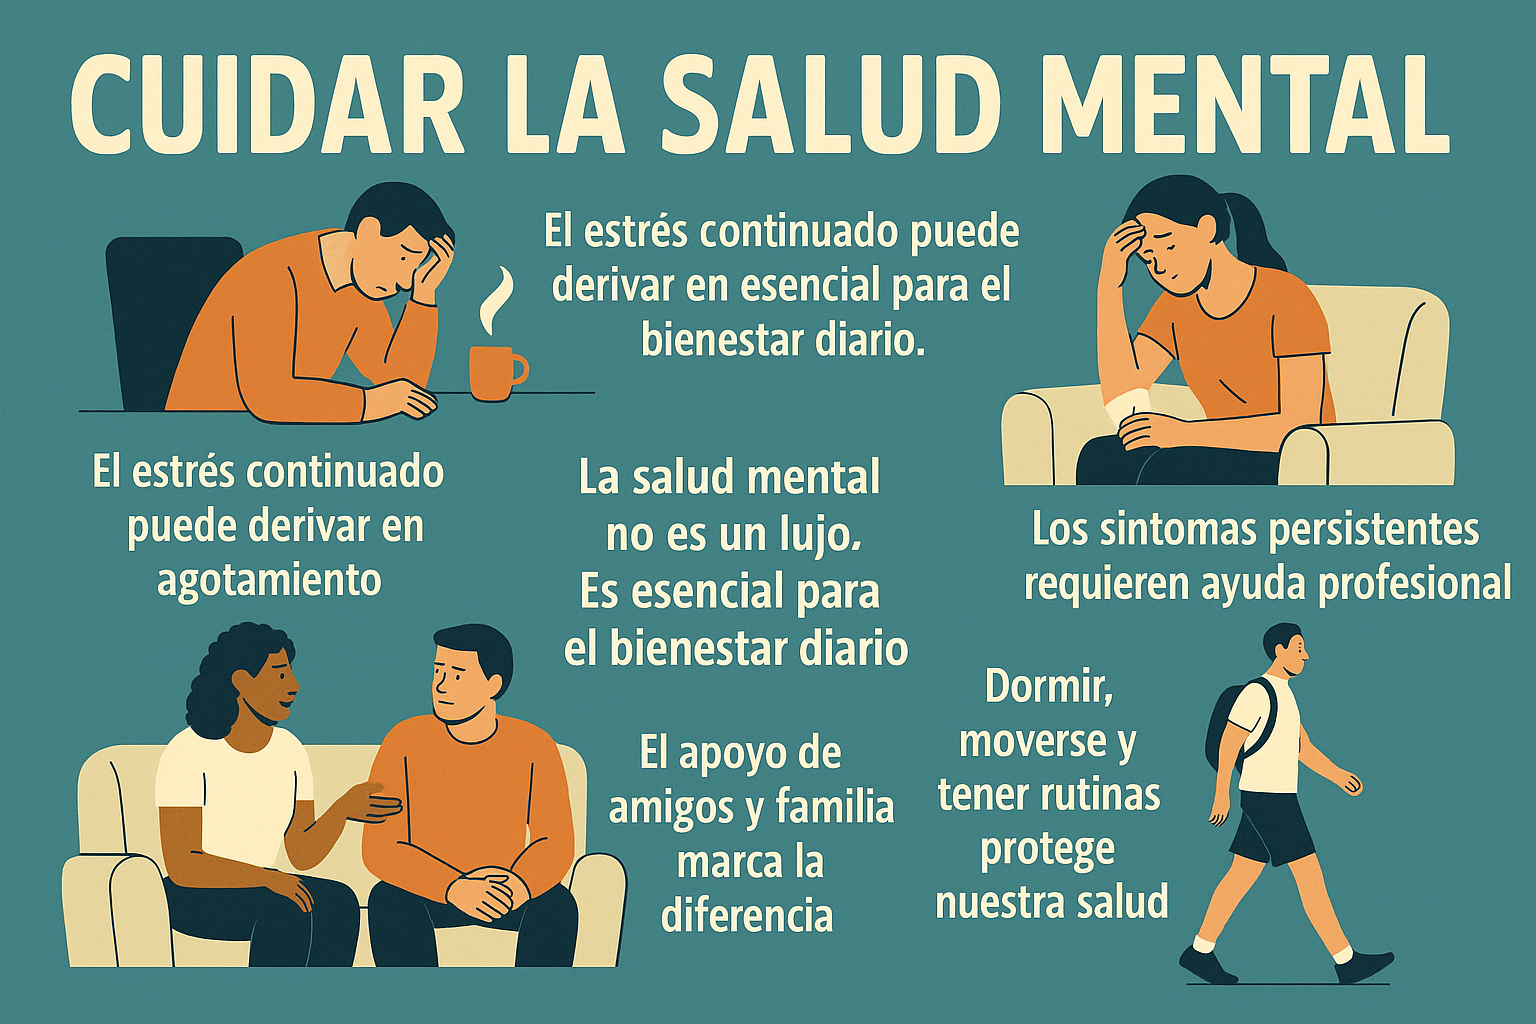 CUIDAR LA SALUD MENTAL
El estrés continuado puede
derivar en esencial para el
bienestar diario.
El estrés continuado
puede derivar en
agotamiento
La salud mental
no es un lujo.
Es esencial para
el bienestar diario
Los sintomas persistentes
requieren ayuda profesional
El apoyo de
amigos y familia
marca la
diferencia
Dormir,
moverse y
tener rutinas
protege
nuestra salud